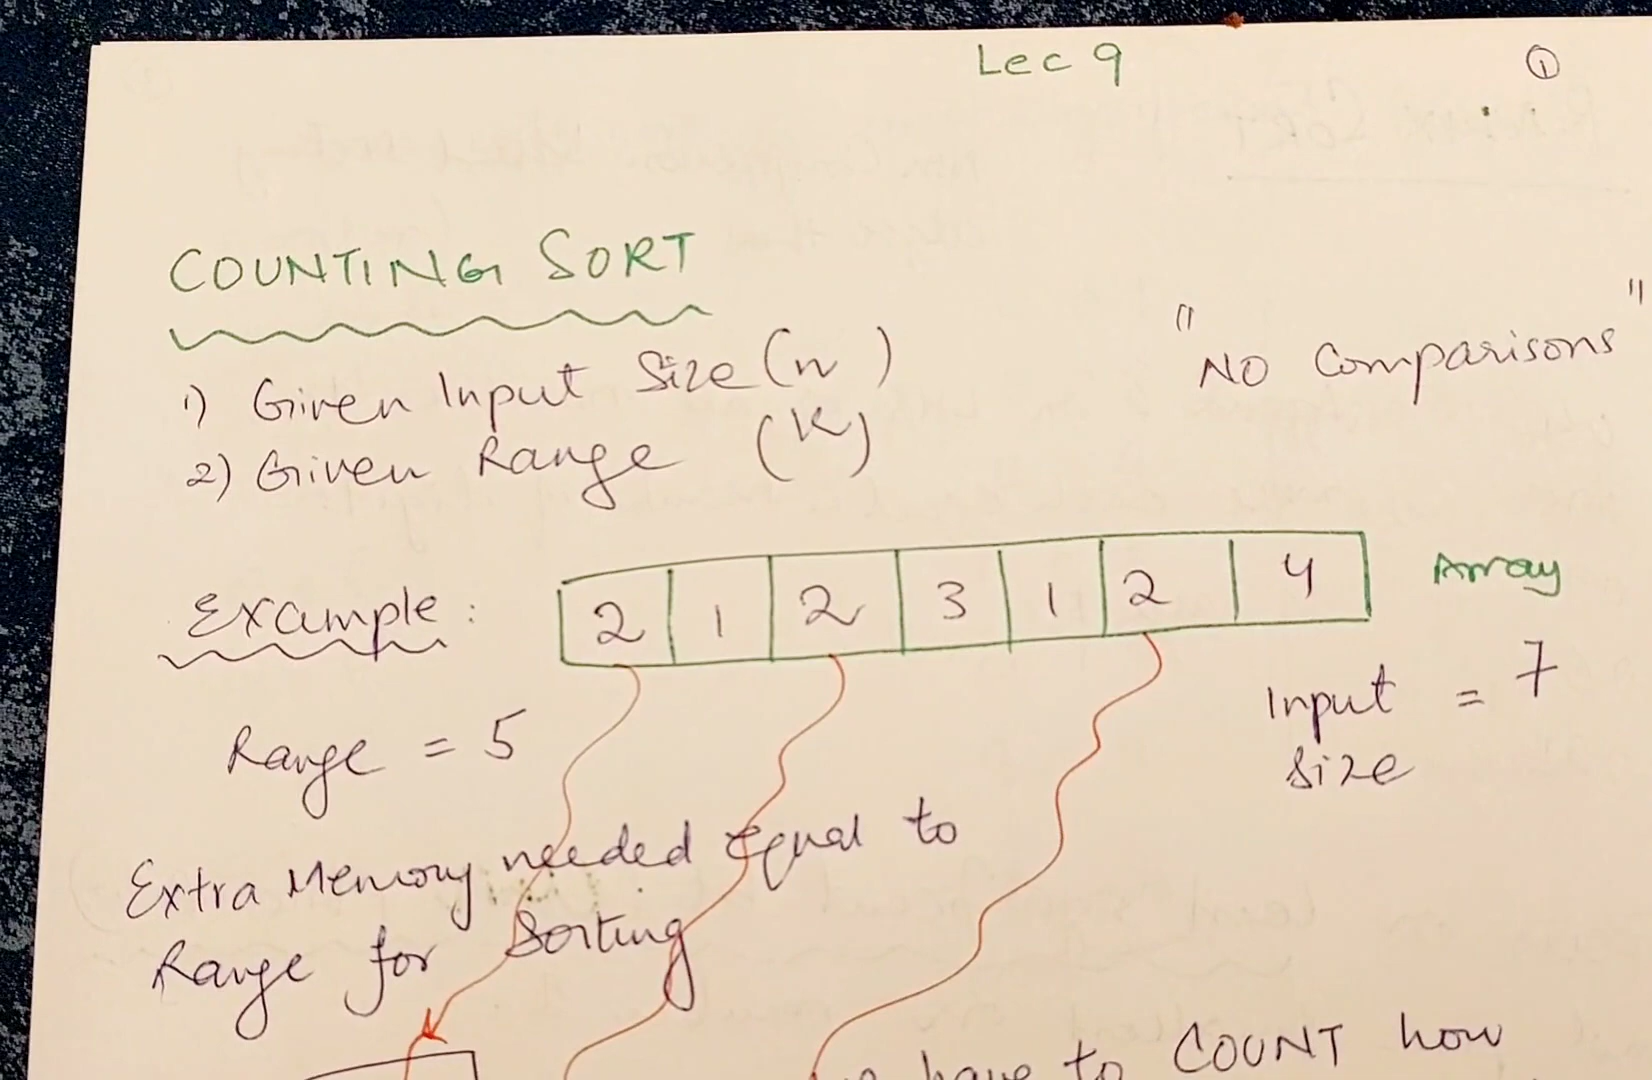 Lec 9
1
COUNTING SORT
1) Given Input Size (n)
"No Comparisons"
2) Given Range (K)
Example :
2 1 2 3 1 2 4
Array
Range = 5
Input Size = 7
Extra Memory needed equal to
Range for Sorting
have to COUNT how